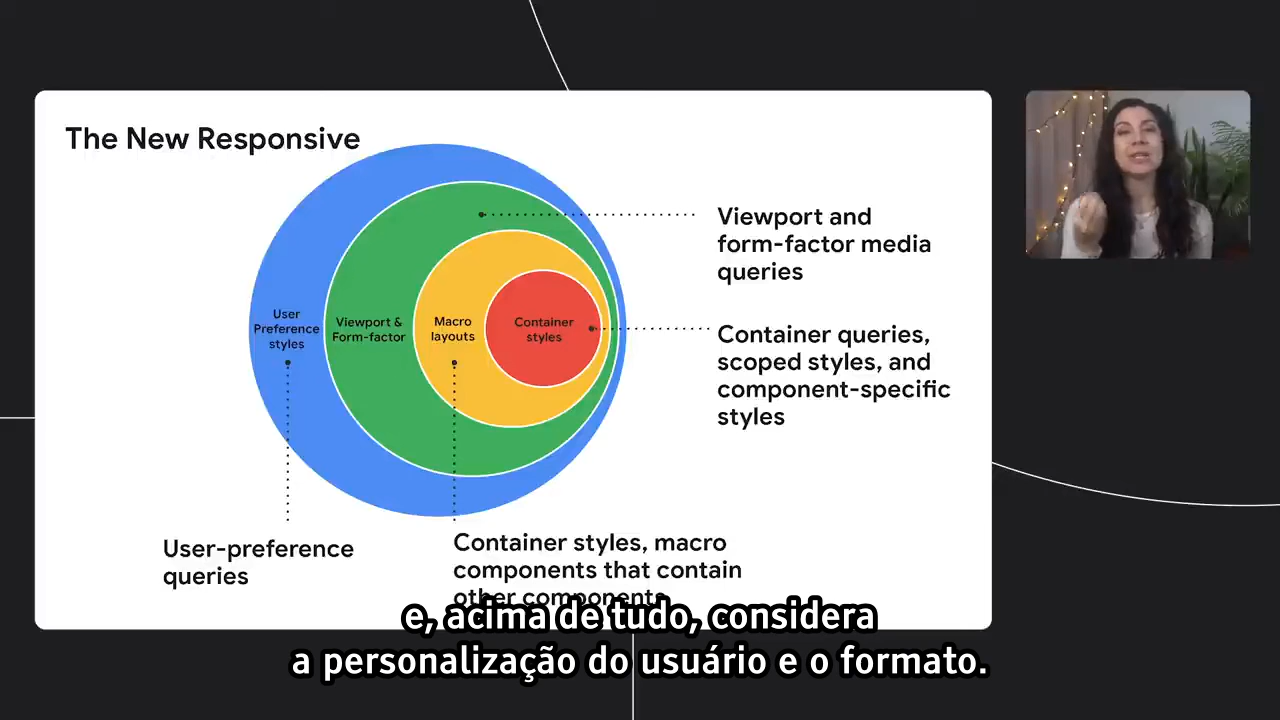 The New Responsive
User
Preference
styles
Viewport &
Form-factor
Macro
layouts
Container
styles
Viewport and
form-factor media
queries
Container queries,
scoped styles, and
component-specific
styles
User-preference
queries
Container styles, macro
components that contain
other components
e, acima de tudo, considera
a personalização do usuário e o formato.